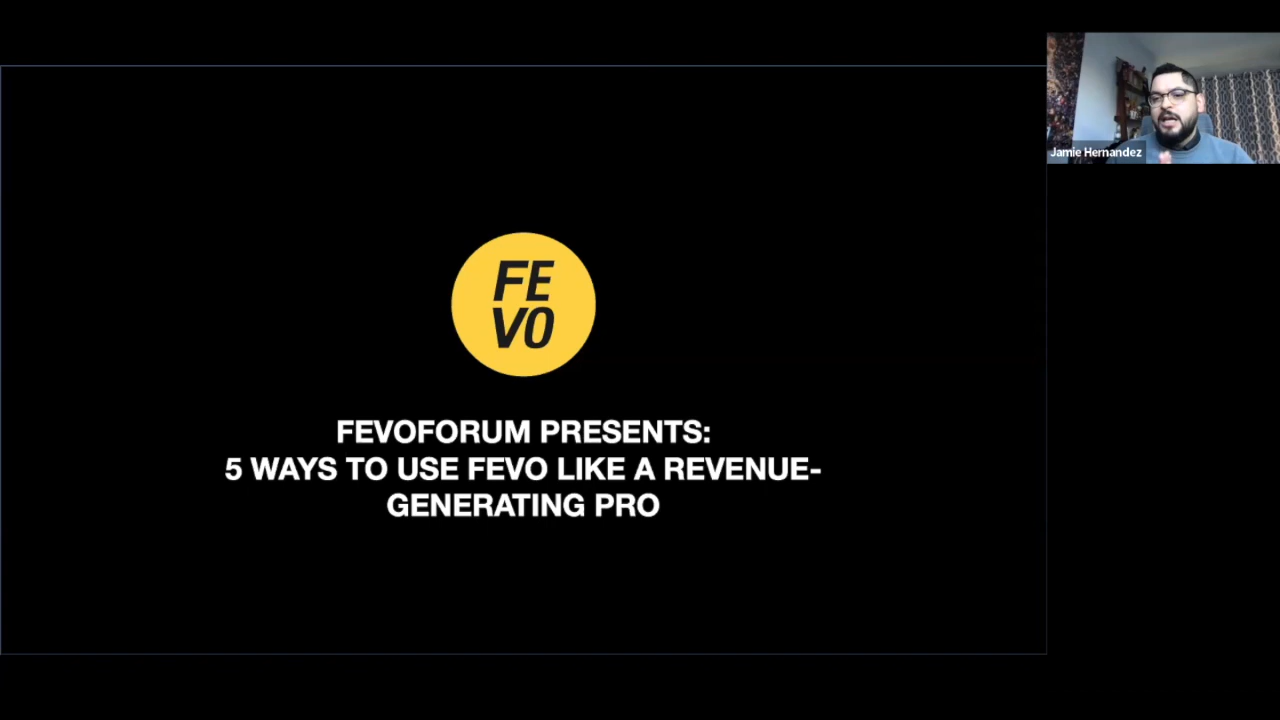 FE
VO
FEVOFORUM PRESENTS:
5 WAYS TO USE FEVO LIKE A REVENUE-
GENERATING PRO
Jamie Hernandez